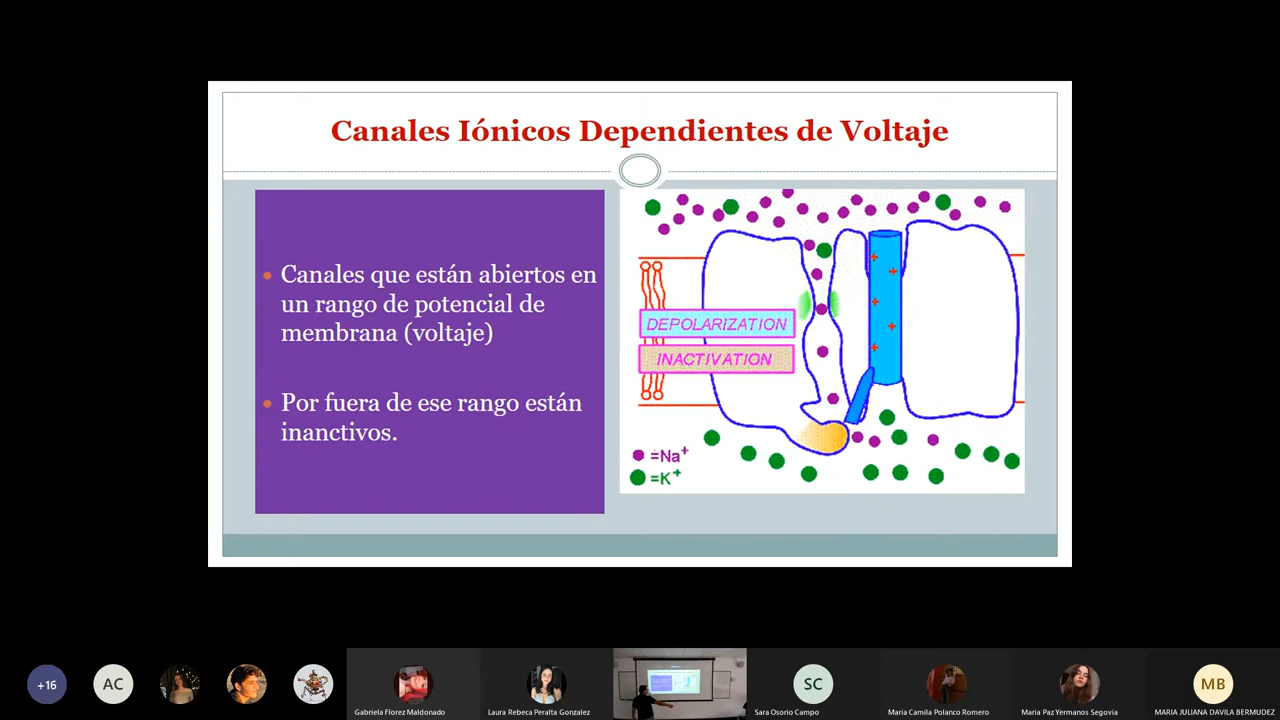 Canales Iónicos Dependientes de Voltaje
Canales que están abiertos en
un rango de potencial de
membrana (voltaje)
Por fuera de ese rango están
inanctivos.
DEPOLARIZATION
INACTIVATION
=Na+
=K+
+16
AC
Gabriela Florez Maldonado
Laura Rebeca Peralta Gonzalez
SC
Sara Osorio Campo
Maria Camila Polanco Romero
Maria Paz Yermanos Segovia
MB
MARIA JULIANA DAVILA BERMUDEZ